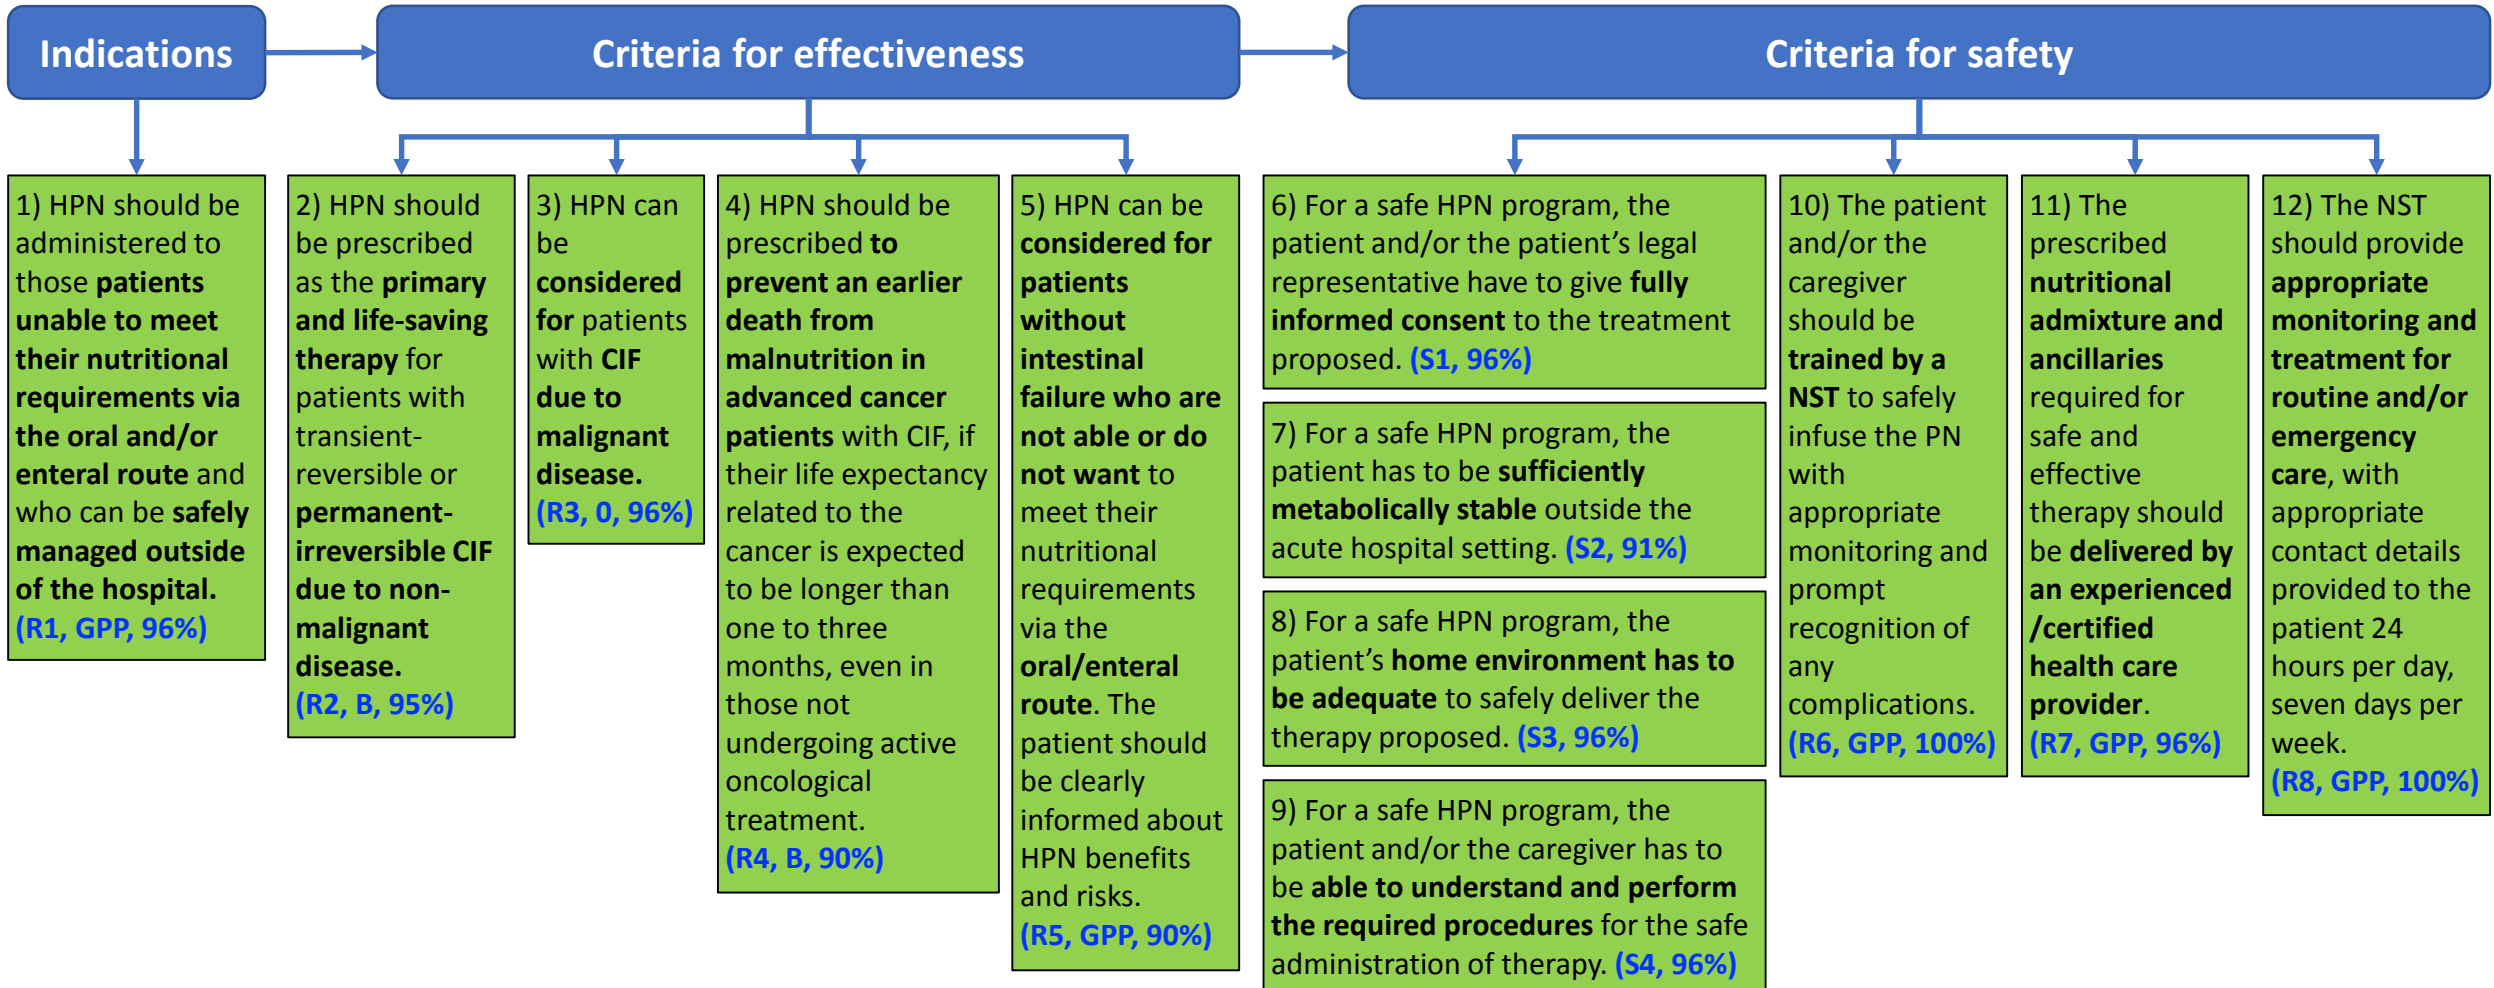 Indications
Criteria for effectiveness
Criteria for safety
1) HPN should be
administered to
those patients
unable to meet
their nutritional
requirements via
the oral and/or
enteral route and
who can be safely
managed outside
of the hospital.
(R1, GPP, 96%)
2) HPN should
be prescribed
as the primary
and life-saving
therapy for
patients with
transient-
reversible or
permanent-
irreversible CIF
due to non-
malignant
disease.
(R2, B, 95%)
3) HPN can
be
considered
for patients
with CIF
due to
malignant
disease.
(R3, 0, 96%)
4) HPN should be
prescribed to
prevent an earlier
death from
malnutrition in
advanced cancer
patients with CIF, if
their life expectancy
related to the
cancer is expected
to be longer than
one to three
months, even in
those not
undergoing active
oncological
treatment.
(R4, B, 90%)
5) HPN can be
considered for
patients
without
intestinal
failure who are
not able or do
not want to
meet their
nutritional
requirements
via the
oral/enteral
route. The
patient should
be clearly
informed about
HPN benefits
and risks.
(R5, GPP, 90%)
6) For a safe HPN program, the
patient and/or the patient’s legal
representative have to give fully
informed consent to the treatment
proposed. (S1, 96%)
7) For a safe HPN program, the
patient has to be sufficiently
metabolically stable outside the
acute hospital setting. (S2, 91%)
8) For a safe HPN program, the
patient’s home environment has to
be adequate to safely deliver the
therapy proposed. (S3, 96%)
9) For a safe HPN program, the
patient and/or the caregiver has to
be able to understand and perform
the required procedures for the safe
administration of therapy. (S4, 96%)
10) The patient
and/or the
caregiver
should be
trained by a
NST to safely
infuse the PN
with
appropriate
monitoring and
prompt
recognition of
any
complications.
(R6, GPP, 100%)
11) The
prescribed
nutritional
admixture and
ancillaries
required for
safe and
effective
therapy should
be delivered by
an experienced
/certified
health care
provider.
(R7, GPP, 96%)
12) The NST
should provide
appropriate
monitoring and
treatment for
routine and/or
emergency
care, with
appropriate
contact details
provided to the
patient 24
hours per day,
seven days per
week.
(R8, GPP, 100%)